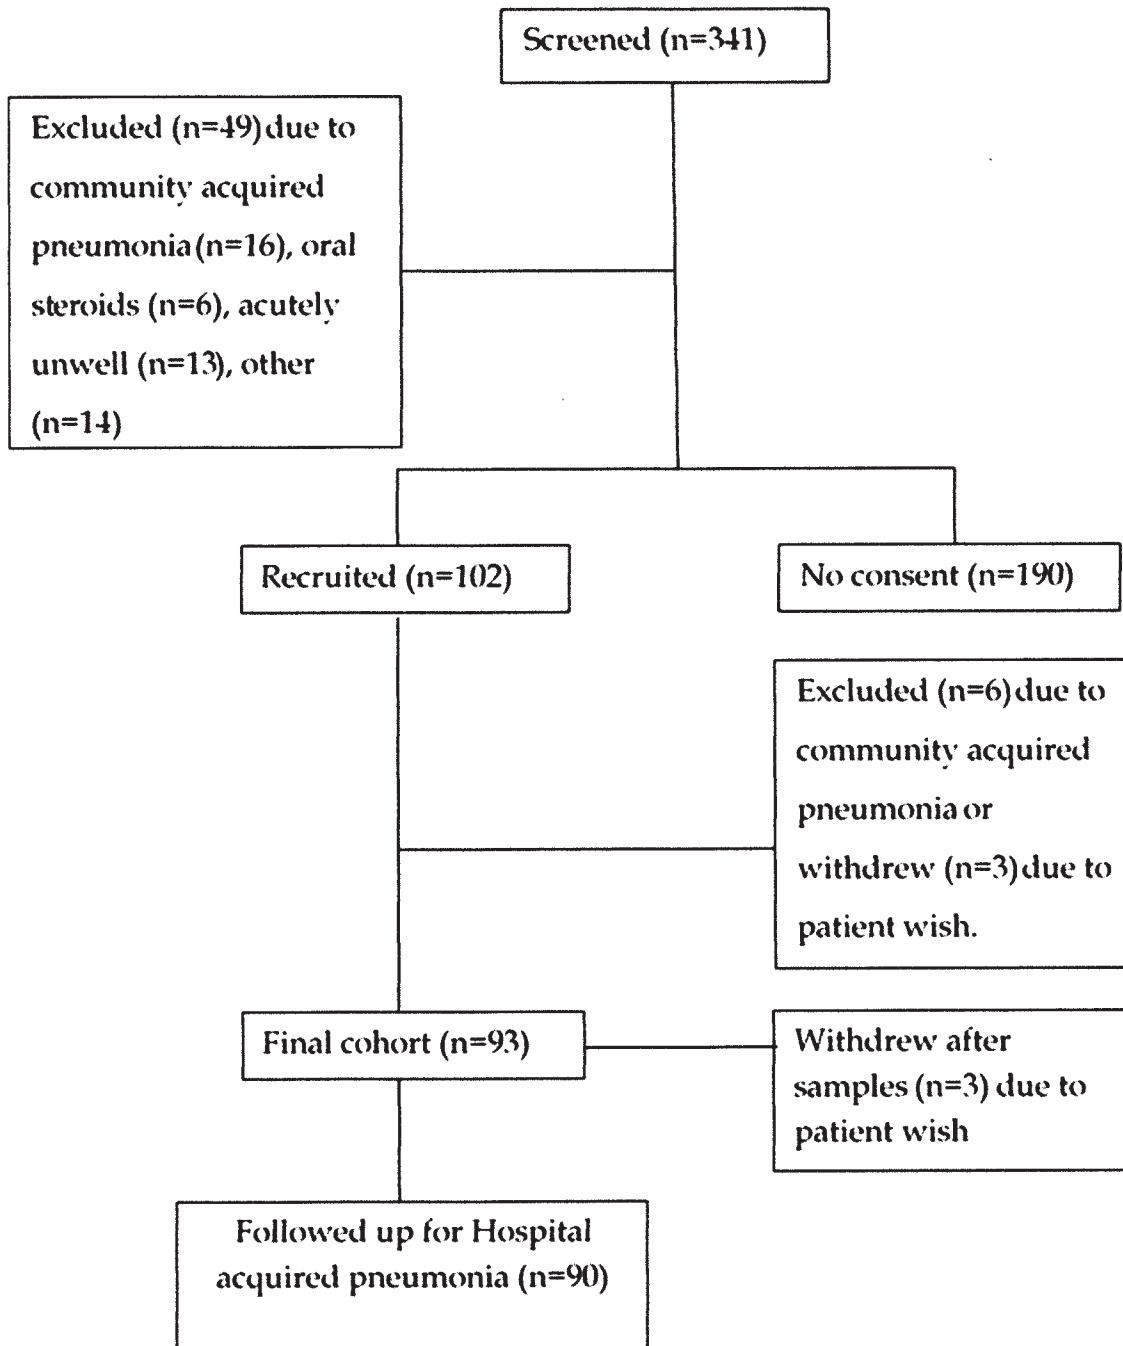 Screened (n=341)
Excluded (n=49) due to
community acquired
pneumonia (n=16), oral
steroids (n=6), acutely
unwell (n=13), other
(n=14)
Recruited (n=102)
No consent (n=190)
Excluded (n=6) due to
community acquired
pneumonia or
withdrew (n=3) due to
patient wish.
Final cohort (n=93)
Withdrew after
samples (n=3) due to
patient wish
Followed up for Hospital
acquired pneumonia (n=90)